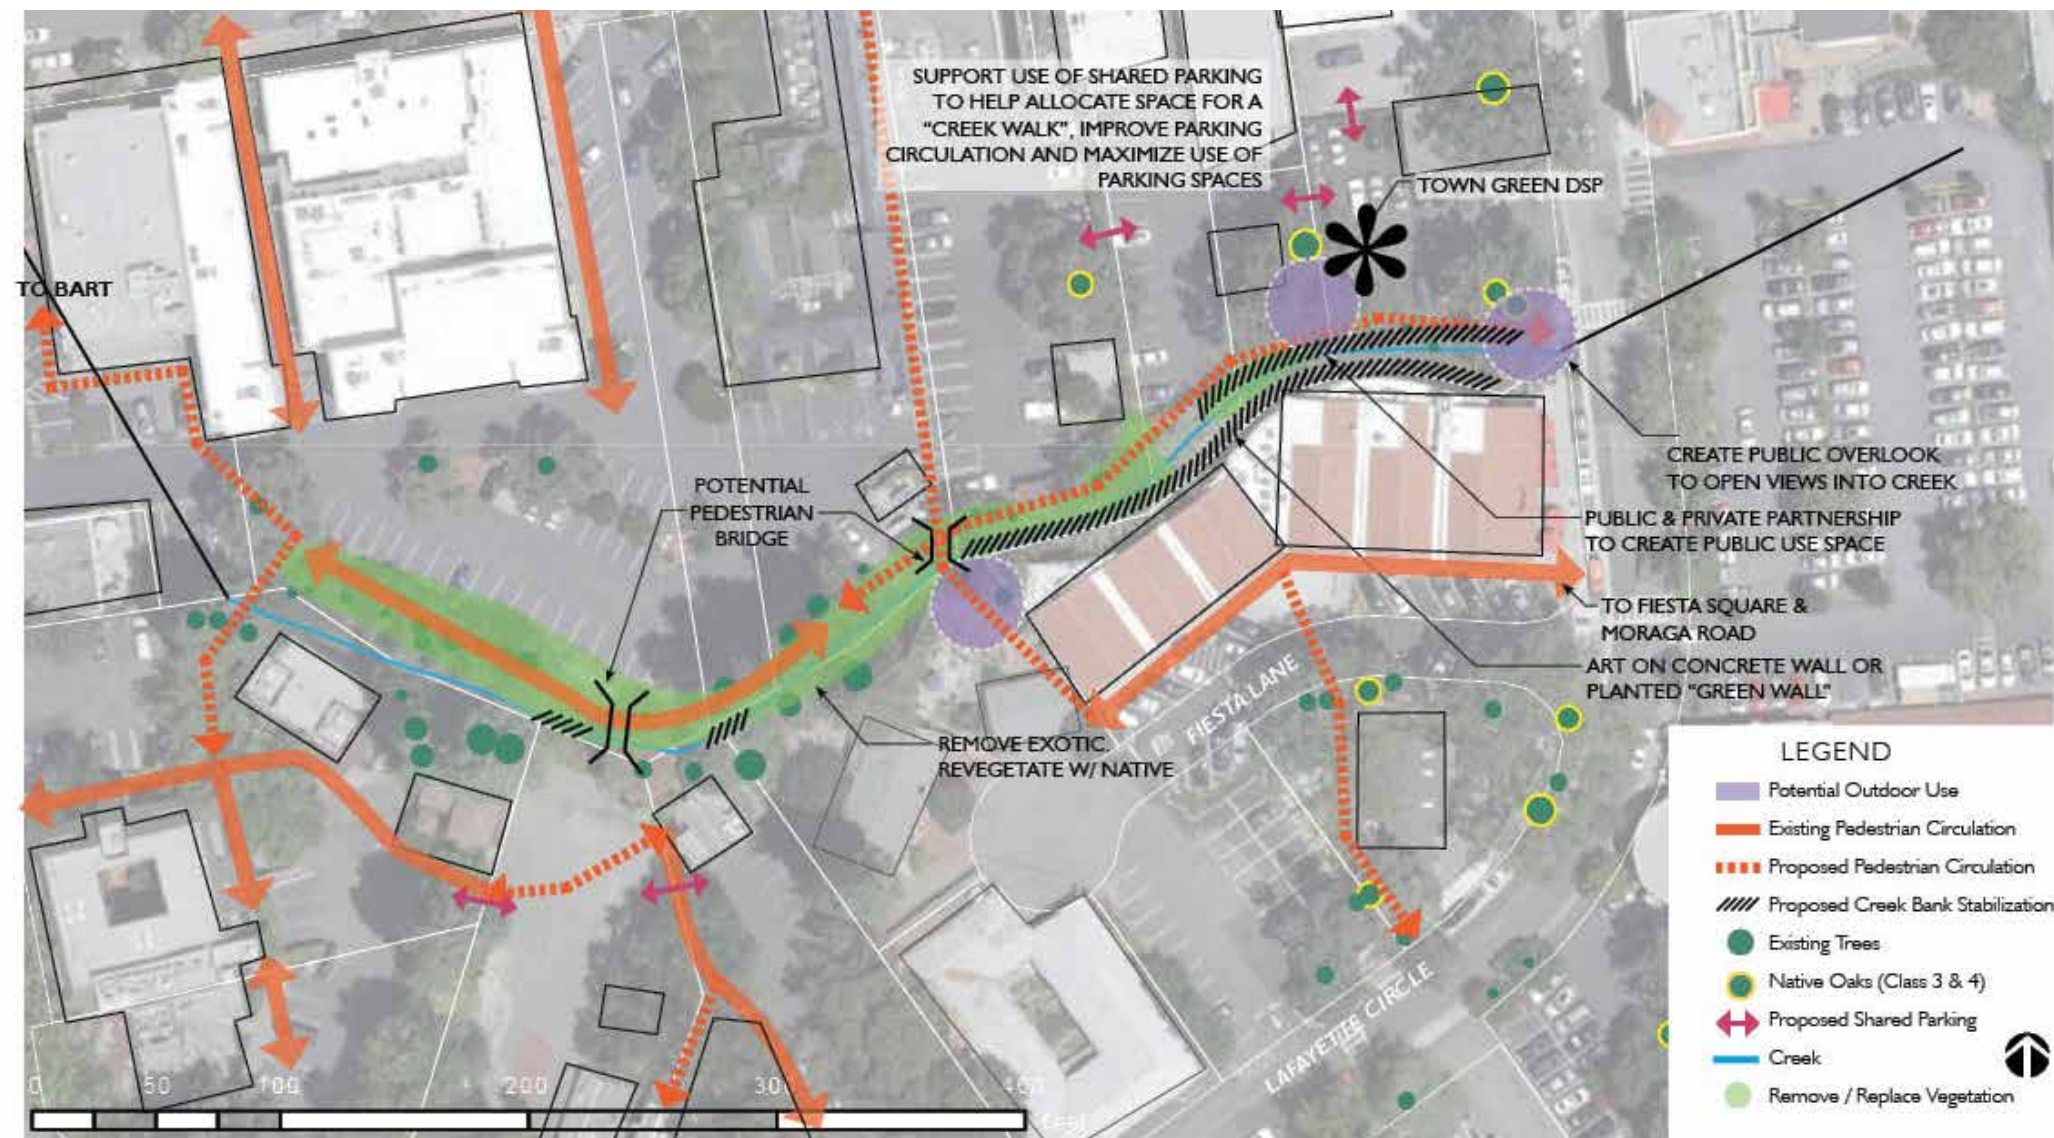 SUPPORT USE OF SHARED PARKING
TO HELP ALLOCATE SPACE FOR A
“CREEK WALK”, IMPROVE PARKING
CIRCULATION AND MAXIMIZE USE OF
PARKING SPACES
TOWN GREEN DSP
TO BART
POTENTIAL
PEDESTRIAN
BRIDGE
CREATE PUBLIC OVERLOOK
TO OPEN VIEWS INTO CREEK
PUBLIC & PRIVATE PARTNERSHIP
TO CREATE PUBLIC USE SPACE
TO FIESTA SQUARE &
MORAGA ROAD
ART ON CONCRETE WALL OR
PLANTED “GREEN WALL”
FIESTA LANE
REMOVE EXOTIC.
REVEGETATE W/ NATIVE
LAFAYETTE CIRCLE
LEGEND
Potential Outdoor Use
Existing Pedestrian Circulation
Proposed Pedestrian Circulation
Proposed Creek Bank Stabilization
Existing Trees
Native Oaks (Class 3 & 4)
Proposed Shared Parking
Creek
Remove / Replace Vegetation
0 50 100 200 300 400
feet